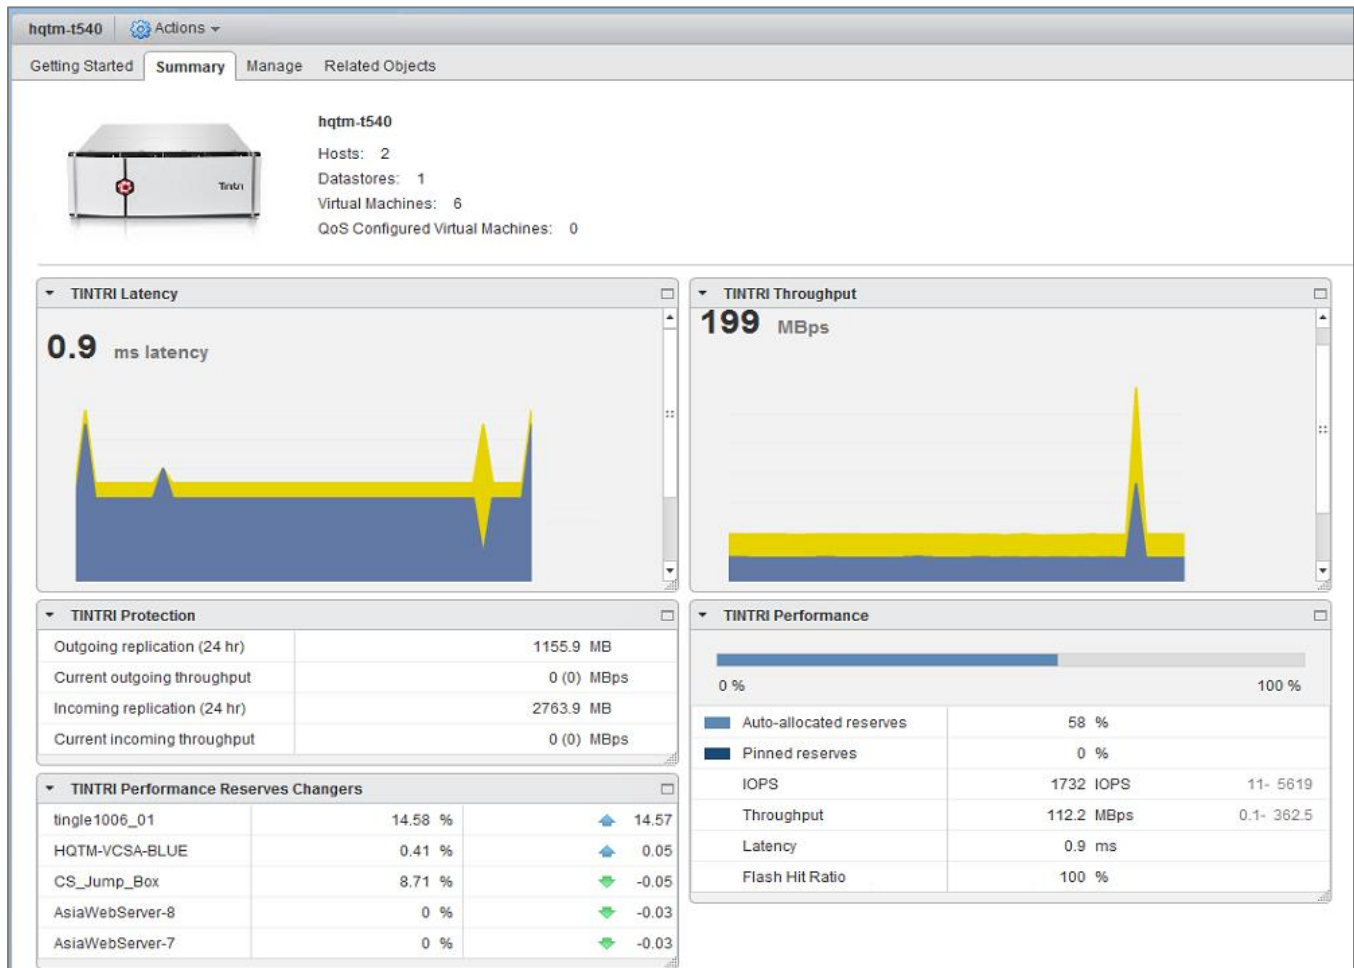 hqtm-t540 Actions
Getting Started Summary Manage Related Objects
hqtm-t540
Hosts: 2
Datastores: 1
Virtual Machines: 6
QoS Configured Virtual Machines: 0
Tintri
TINTRI Latency
0.9 ms latency
TINTRI Throughput
199 MBps
TINTRI Protection
Outgoing replication (24 hr) 1155.9 MB
Current outgoing throughput 0 (0) MBps
Incoming replication (24 hr) 2763.9 MB
Current incoming throughput 0 (0) MBps
TINTRI Performance
0 % 100 %
Auto-allocated reserves 58 %
Pinned reserves 0 %
IOPS 1732 IOPS 11- 5619
Throughput 112.2 MBps 0.1- 362.5
Latency 0.9 ms
Flash Hit Ratio 100 %
TINTRI Performance Reserves Changers
tingle1006_01 14.58 % 14.57
HQTM-VCSA-BLUE 0.41 % 0.05
CS_Jump_Box 8.71 % -0.05
AsiaWebServer-8 0 % -0.03
AsiaWebServer-7 0 % -0.03